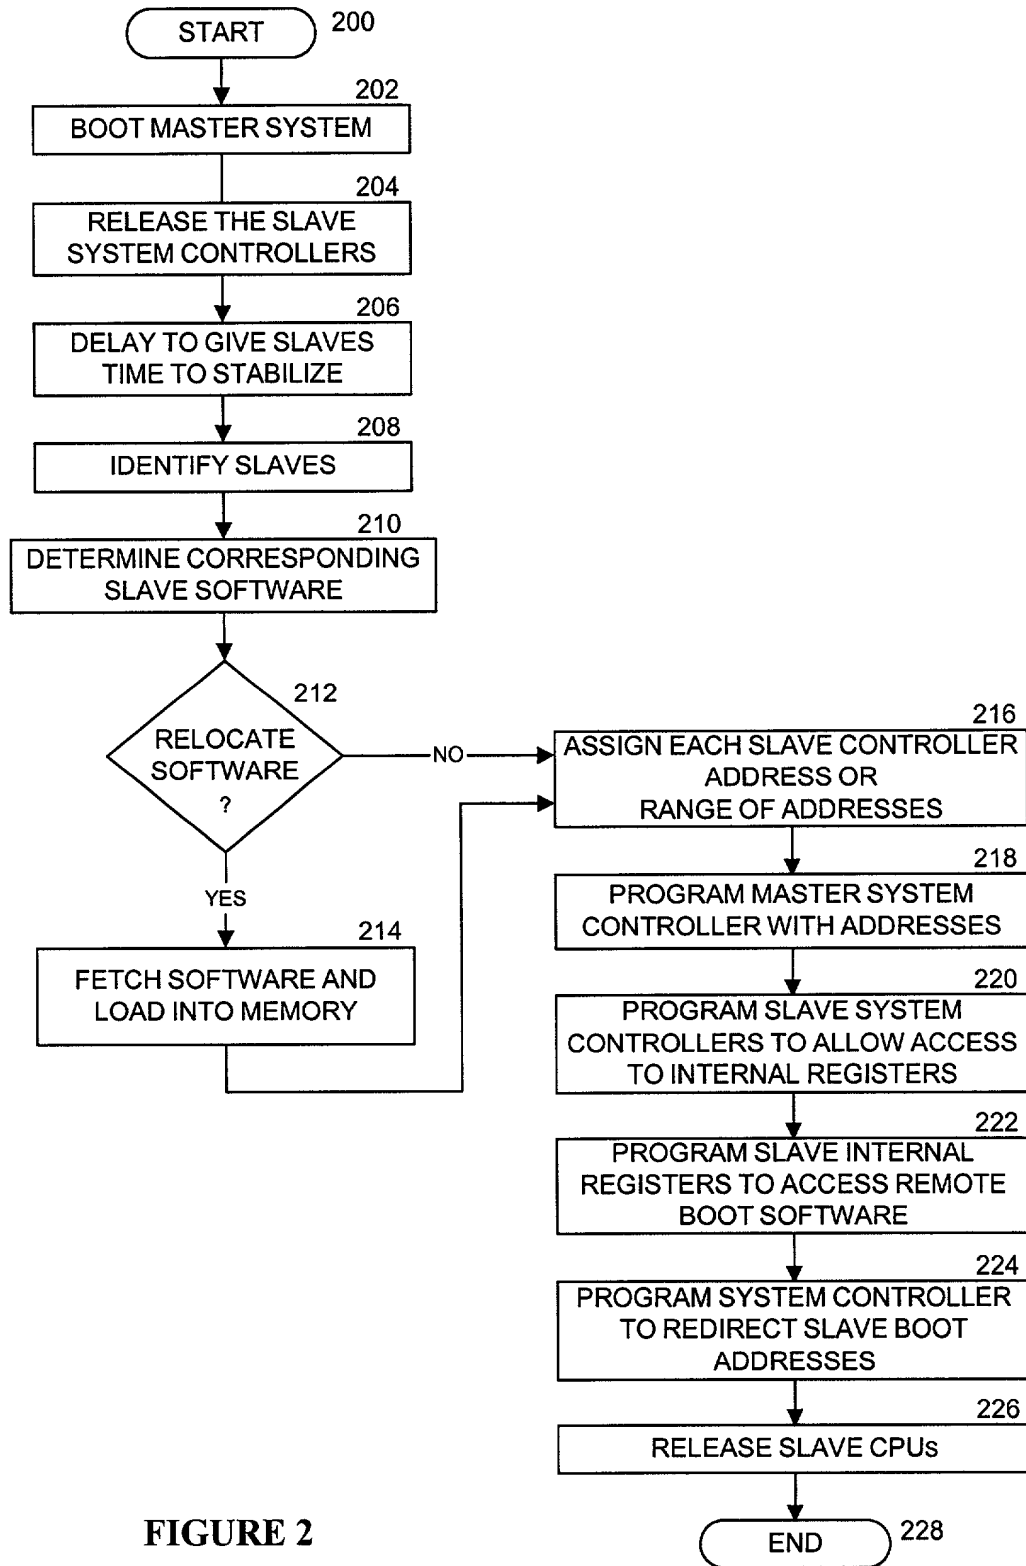 START
200
202
BOOT MASTER SYSTEM
204
RELEASE THE SLAVE
SYSTEM CONTROLLERS
206
DELAY TO GIVE SLAVES
TIME TO STABILIZE
208
IDENTIFY SLAVES
210
DETERMINE CORRESPONDING
SLAVE SOFTWARE
212
RELOCATE
SOFTWARE
?
NO
YES
214
FETCH SOFTWARE AND
LOAD INTO MEMORY
216
ASSIGN EACH SLAVE CONTROLLER
ADDRESS OR
RANGE OF ADDRESSES
218
PROGRAM MASTER SYSTEM
CONTROLLER WITH ADDRESSES
220
PROGRAM SLAVE SYSTEM
CONTROLLERS TO ALLOW ACCESS
TO INTERNAL REGISTERS
222
PROGRAM SLAVE INTERNAL
REGISTERS TO ACCESS REMOTE
BOOT SOFTWARE
224
PROGRAM SYSTEM CONTROLLER
TO REDIRECT SLAVE BOOT
ADDRESSES
226
RELEASE SLAVE CPUs
END
228
FIGURE 2